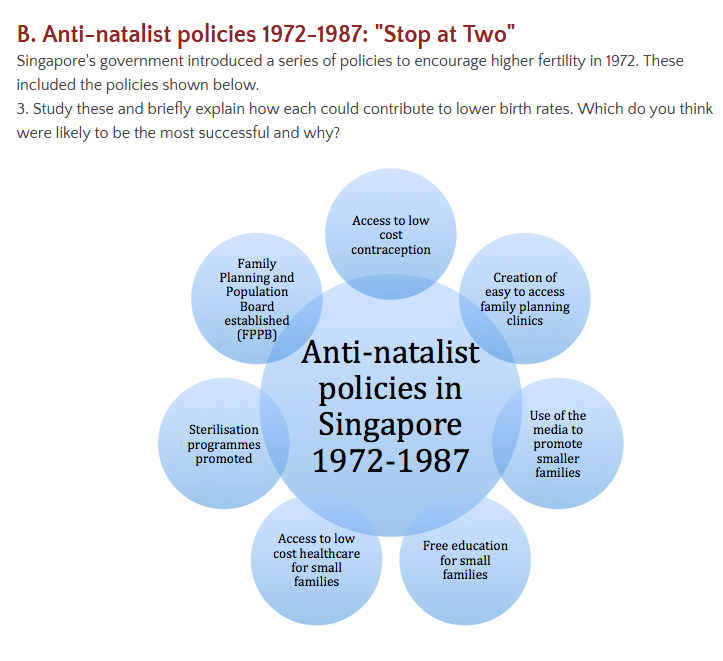 B. Anti-natalist policies 1972-1987: "Stop at Two"
Singapore's government introduced a series of policies to encourage higher fertility in 1972. These
included the policies shown below.
3. Study these and briefly explain how each could contribute to lower birth rates. Which do you think
were likely to be the most successful and why?
Access to low
cost
contraception
Family
Planning and
Population
Board
established
(FPPB)
Creation of
easy to access
family planning
clinics
Anti-natalist
policies in
Singapore
1972-1987
Sterilisation
programmes
promoted
Use of the
media to
promote
smaller
families
Access to low
cost healthcare
for small
families
Free education
for small
families